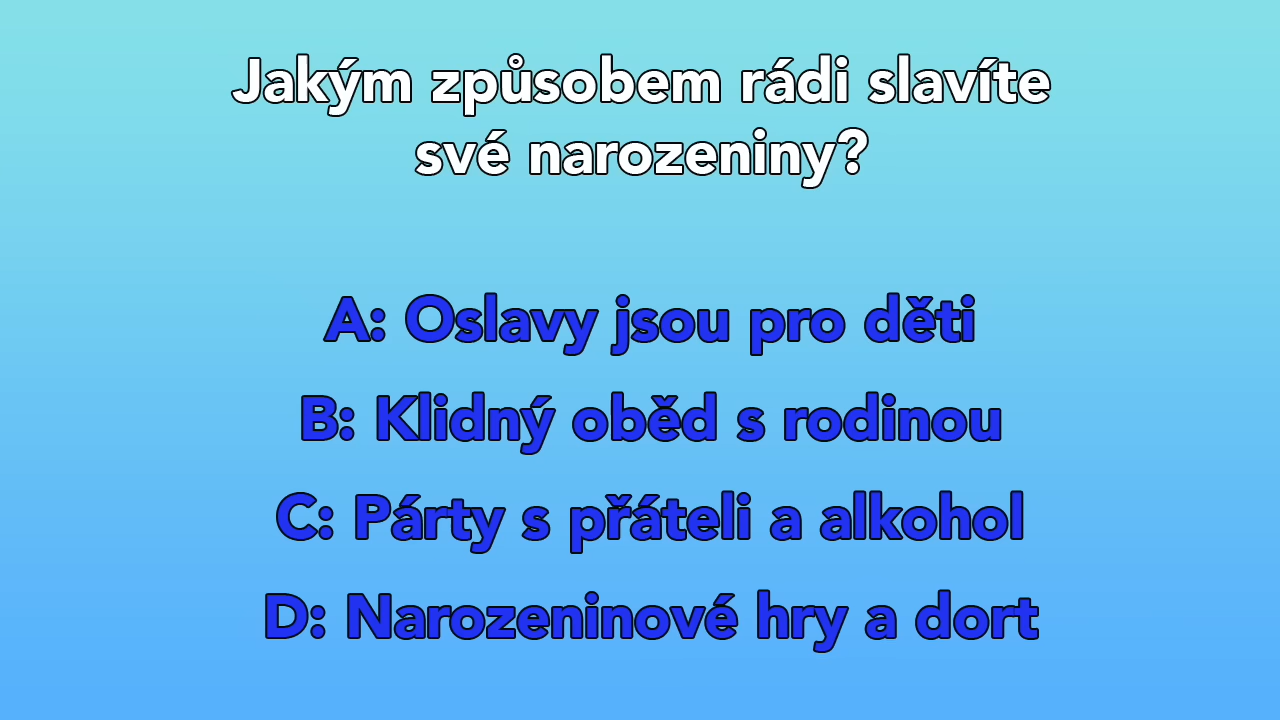 Jakým způsobem rádi slavíte
své narozeniny?
A: Oslavy jsou pro děti
B: Klidný oběd s rodinou
C: Párty s přáteli a alkohol
D: Narozeninové hry a dort